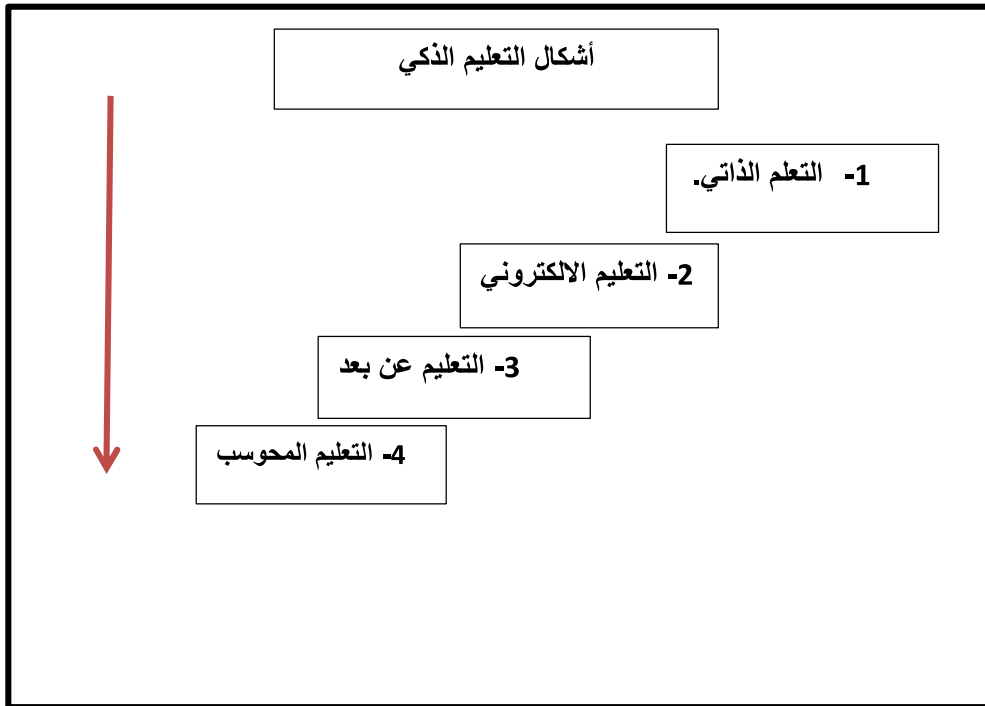 أشكال التعليم الذكي
1- التعلم الذاتي.
2- التعليم الالكتروني
3- التعليم عن بعد
4- التعليم المحوسب